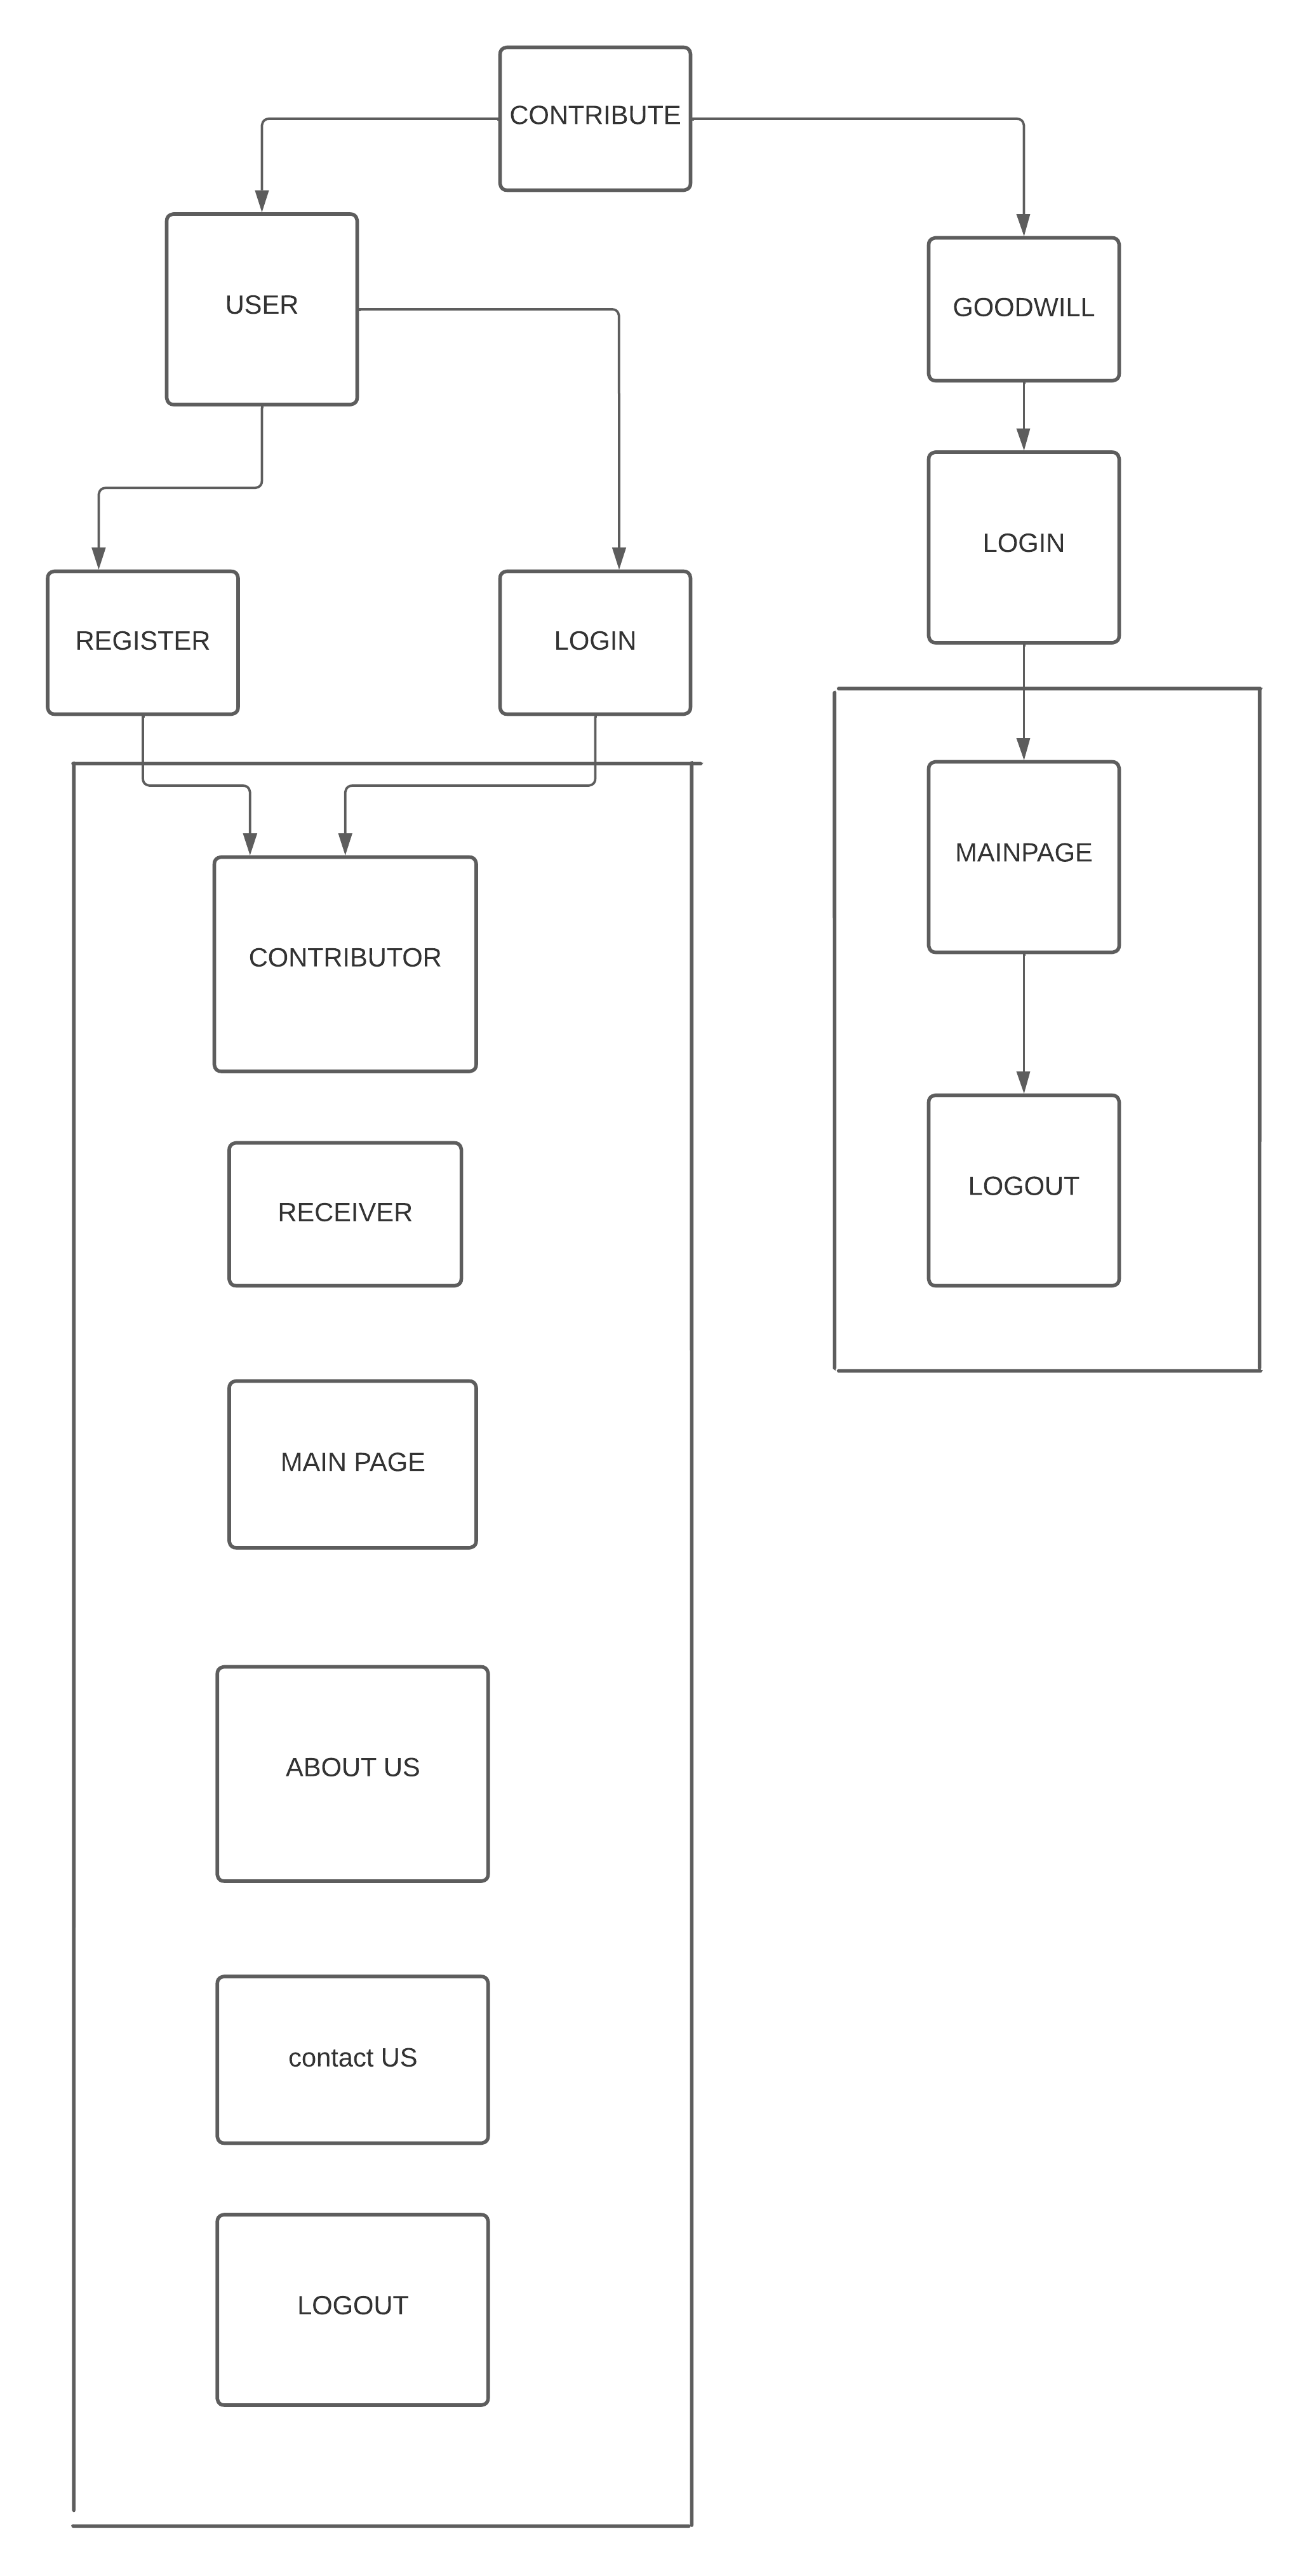 CONTRIBUTE
USER
GOODWILL
LOGIN
REGISTER
LOGIN
MAINPAGE
CONTRIBUTOR
LOGOUT
RECEIVER
MAIN PAGE
ABOUT US
contact US
LOGOUT